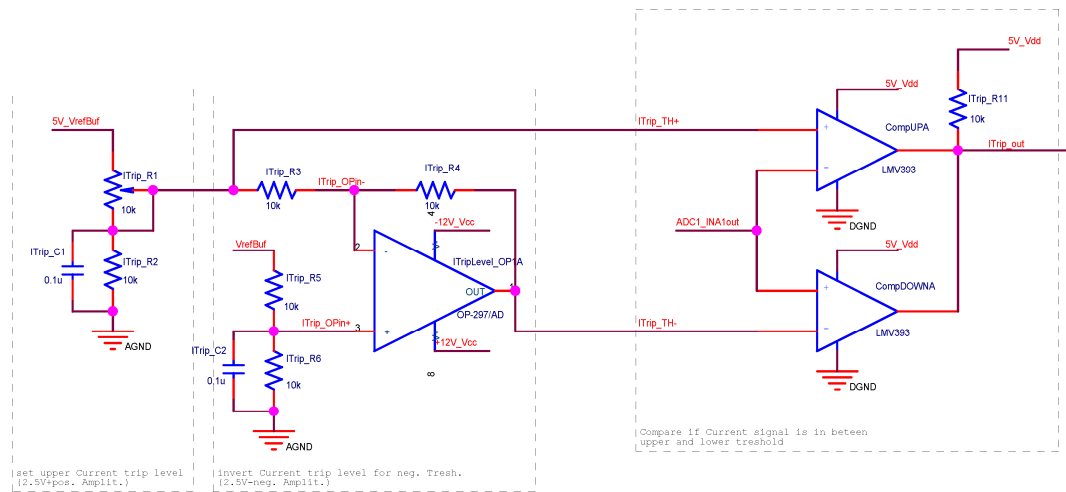 5V_VrefBuf
ITrip_R1
10k
ITrip_C1
0.1u
ITrip_R2
10k
AGND
set upper Current trip level
(2.5V+pos. Amplit.)
ITrip_R3
10k
ITrip_OPin-
ITrip_R4
10k
4
-12V_Vcc
V-
2
-
VrefBuf
ITrip_R5
10k
ITripLevel_OP1A
OUT
1
OP-297/AD
ITrip_OPin+
3
+
V+
+12V_Vcc
8
ITrip_C2
0.1u
ITrip_R6
10k
AGND
invert Current trip level for neg. Tresh.
(2.5V-neg. Amplit.)
5V_Vdd
5V_Vdd
ITrip_R11
10k
ITrip_TH+
+
-
CompUPA
LMV303
ITrip_out
DGND
ADC1_INA1out
5V_Vdd
+
-
CompDOWNA
LMV393
ITrip_TH-
DGND
Compare if Current signal is in beteen
upper and lower treshold